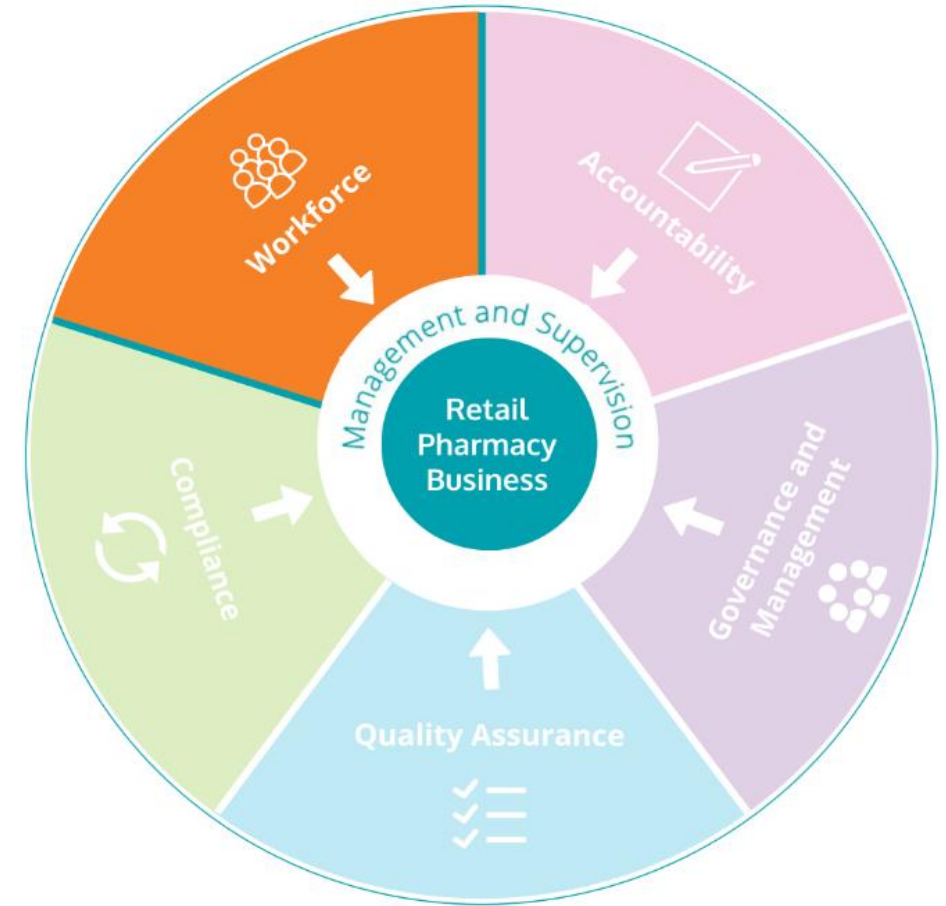 Workforce
Accountability
Management and Supervision
Retail
Pharmacy
Business
Compliance
Governance and
Management
Quality Assurance